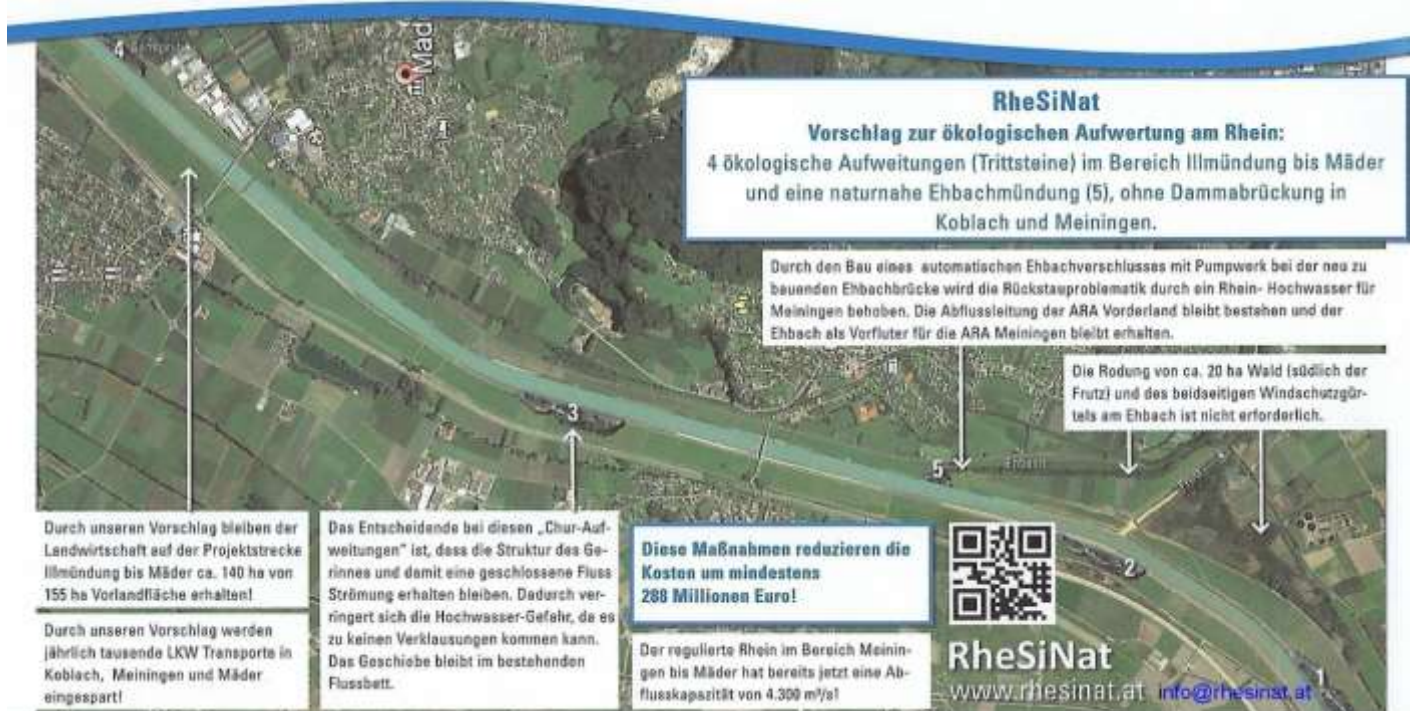 4
Mad
RheSiNat
Vorschlag zur ökologischen Aufwertung am Rhein:
4 ökologische Aufweitungen (Trittsteine) im Bereich Illmündung bis Mäder
und eine naturnahe Ehbachmündung (5), ohne Dammabrückung in
Koblach und Meiningen.
Durch den Bau eines automatischen Ehbachverschlusses mit Pumpwerk bei der neu zu
bauenden Ehbachbrücke wird die Rückstauproblematik durch ein Rhein- Hochwasser für
Meiningen behoben. Die Abflussleitung der ARA Vorderland bleibt bestehen und der
Ehbach als Vorfluter für die ARA Meiningen bleibt erhalten.
Die Rodung von ca. 20 ha Wald (südlich der
Frutz) und des beidseitigen Windschutzgür-
tels am Ehbach ist nicht erforderlich.
3
5
Ehbach
2
1
Durch unseren Vorschlag bleiben der
Landwirtschaft auf der Projektstrecke
Illmündung bis Mäder ca. 140 ha von
155 ha Vorlandfläche erhalten!
Durch unseren Vorschlag werden
jährlich tausende LKW Transporte in
Koblach, Meiningen und Mäder
eingespart!
Das Entscheidende bei diesen „Chur-Auf-
weitungen" ist, dass die Struktur des Ge-
rinnes und damit eine geschlossene Fluss
Strömung erhalten bleiben. Dadurch ver-
ringert sich die Hochwasser-Gefahr, da es
zu keinen Verklausungen kommen kann.
Das Geschiebe bleibt im bestehenden
Flussbett.
Diese Maßnahmen reduzieren die
Kosten um mindestens
288 Millionen Euro!
Der regulierte Rhein im Bereich Meinin-
gen bis Mäder hat bereits jetzt eine Ab-
flusskapazität von 4.300 m³/s!
RheSiNat
www.rhesinat.at info@rhesinat.at